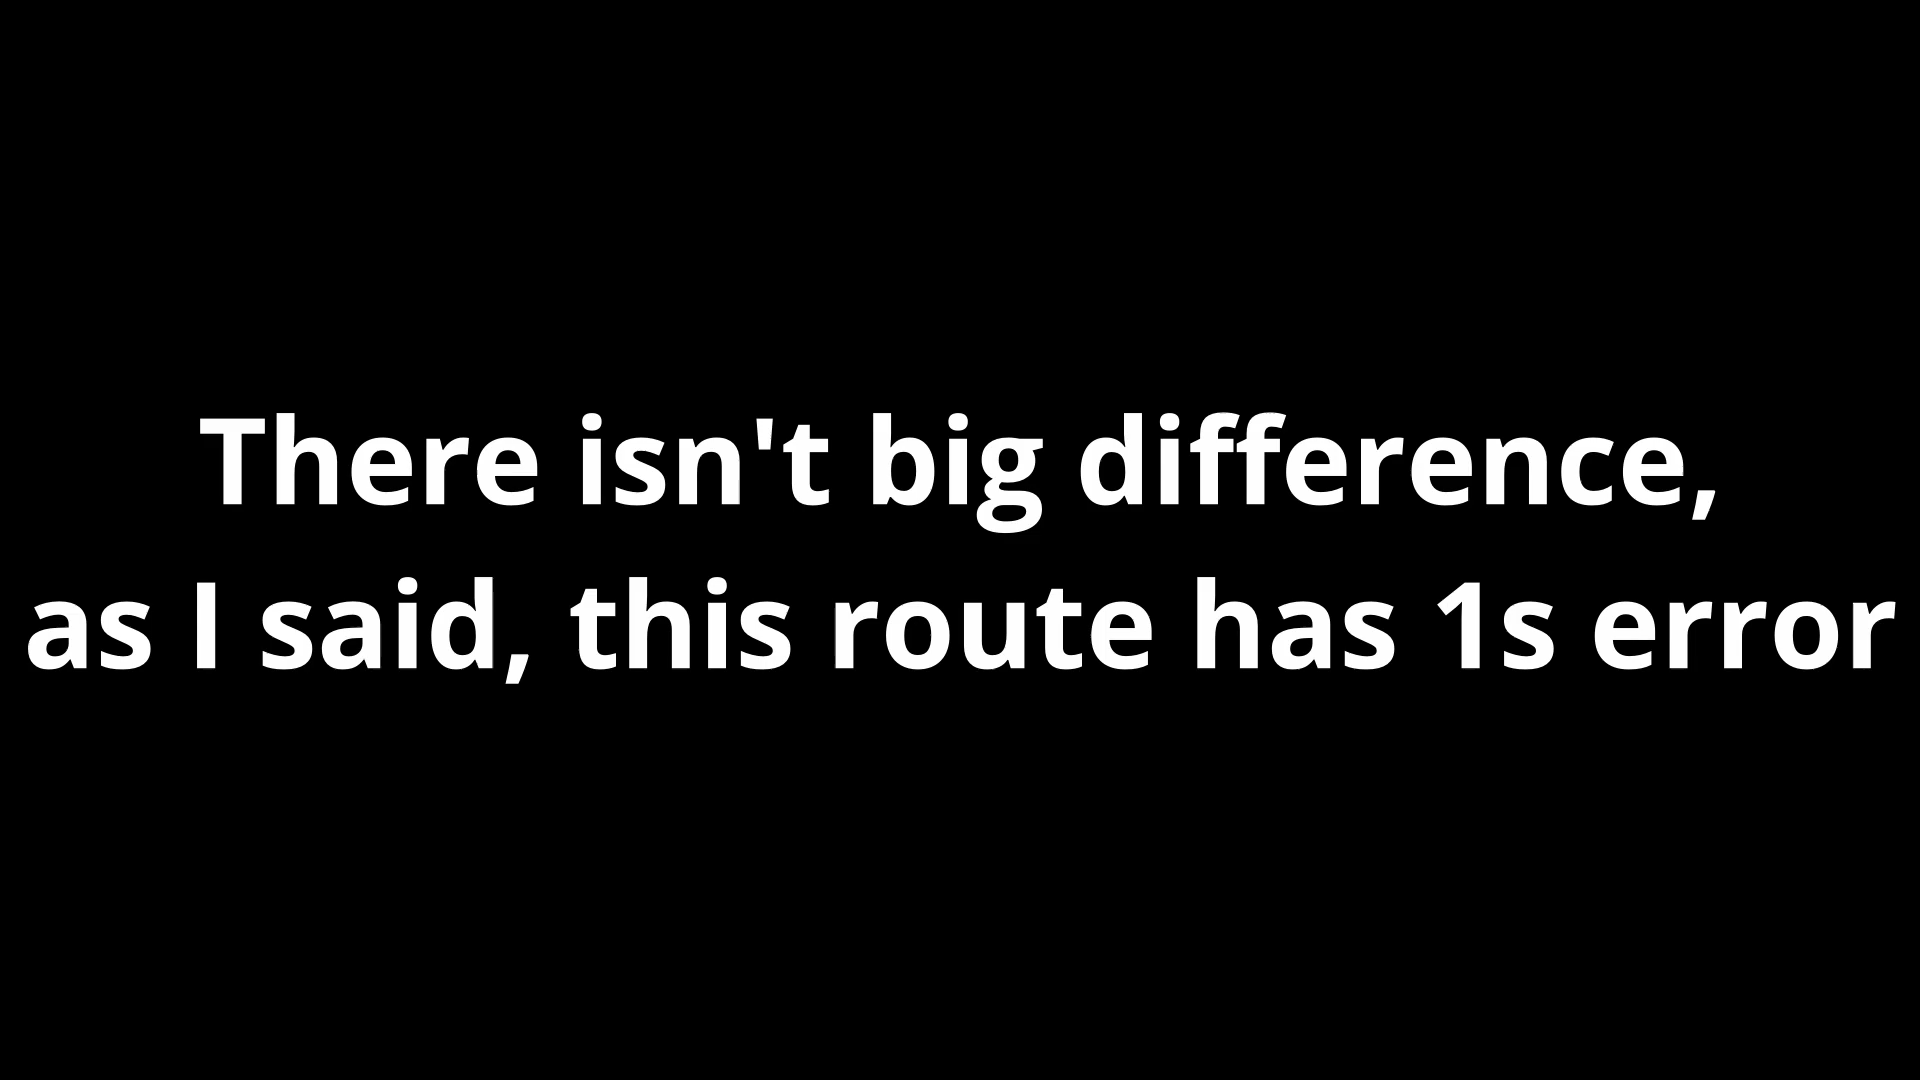 There isn't big difference,
as I said, this route has 1s error